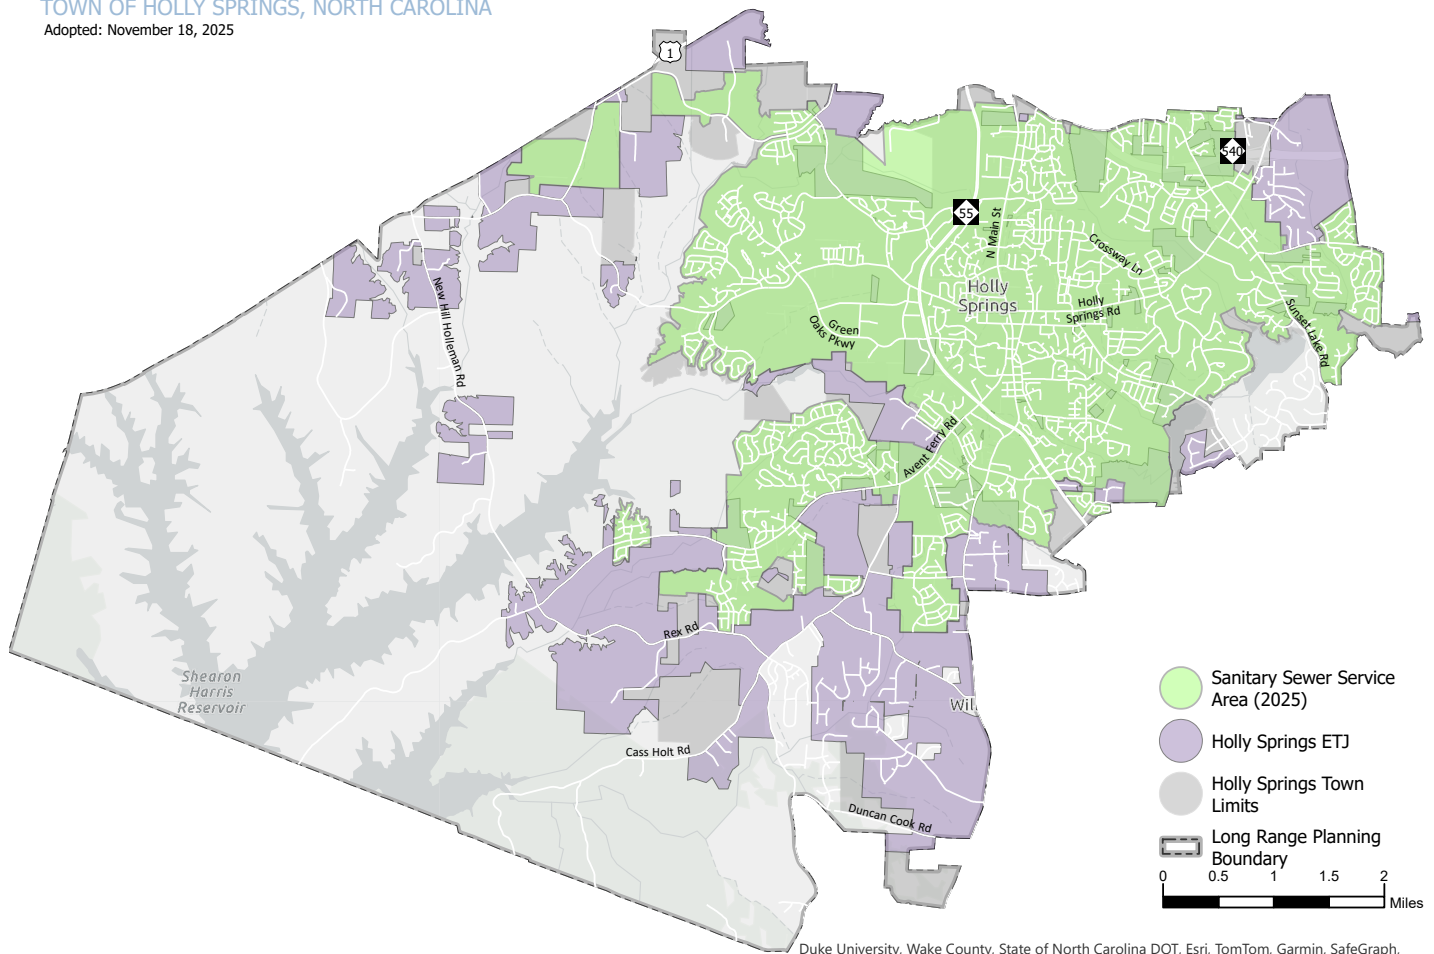 TOWN OF HOLLY SPRINGS, NORTH CAROLINA
Adopted: November 18, 2025
1
540
55
N Main St
Crossway Ln
Holly
Springs
Holly
Springs Rd
Green
Oaks Pkwy
New Hill Holleman Rd
Sunset Lake Rd
Avent Ferry Rd
Rex Rd
Shearon
Harris
Reservoir
Wil
Cass Holt Rd
Duncan Cook Rd
Sanitary Sewer Service
Area (2025)
Holly Springs ETJ
Holly Springs Town
Limits
Long Range Planning
Boundary
0 0.5 1 1.5 2
Miles
Duke University, Wake County, State of North Carolina DOT, Esri, TomTom, Garmin, SafeGraph,